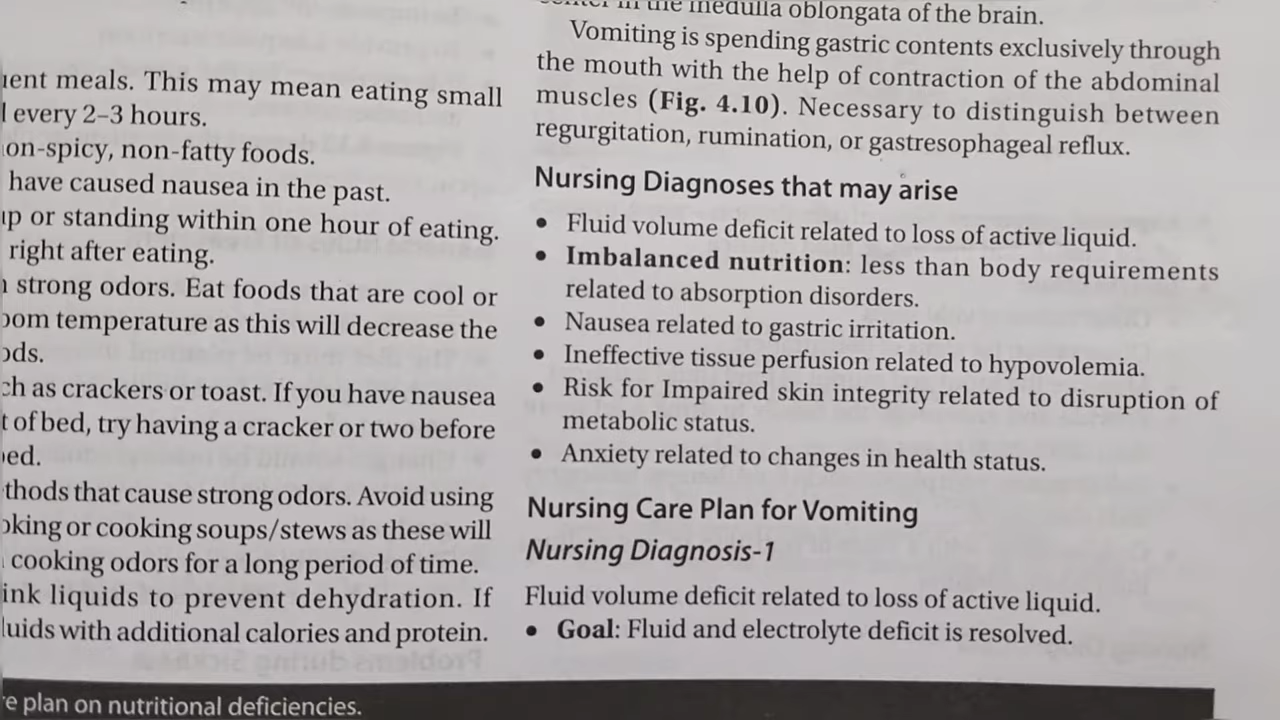 meals. This may mean eating small
every 2–3 hours.
non-spicy, non-fatty foods.
have caused nausea in the past.
up or standing within one hour of eating.
right after eating.
strong odors. Eat foods that are cool or
room temperature as this will decrease the
as crackers or toast. If you have nausea
of bed, try having a cracker or two before
that cause strong odors. Avoid using
or cooking soups/stews as these will
cooking odors for a long period of time.
liquids to prevent dehydration. If
with additional calories and protein.
in the medulla oblongata of the brain.
Vomiting is spending gastric contents exclusively through
the mouth with the help of contraction of the abdominal
muscles (Fig. 4.10). Necessary to distinguish between
regurgitation, rumination, or gastresophageal reflux.
Nursing Diagnoses that may arise
• Fluid volume deficit related to loss of active liquid.
• Imbalanced nutrition: less than body requirements
related to absorption disorders.
• Nausea related to gastric irritation.
• Ineffective tissue perfusion related to hypovolemia.
• Risk for Impaired skin integrity related to disruption of
metabolic status.
• Anxiety related to changes in health status.
Nursing Care Plan for Vomiting
Nursing Diagnosis-1
Fluid volume deficit related to loss of active liquid.
• Goal: Fluid and electrolyte deficit is resolved.
plan on nutritional deficiencies.